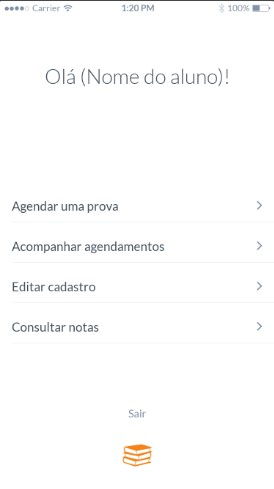 Carrier 1:20 PM 100%
Olá (Nome do aluno)!
Agendar uma prova
Acompanhar agendamentos
Editar cadastro
Consultar notas
Sair